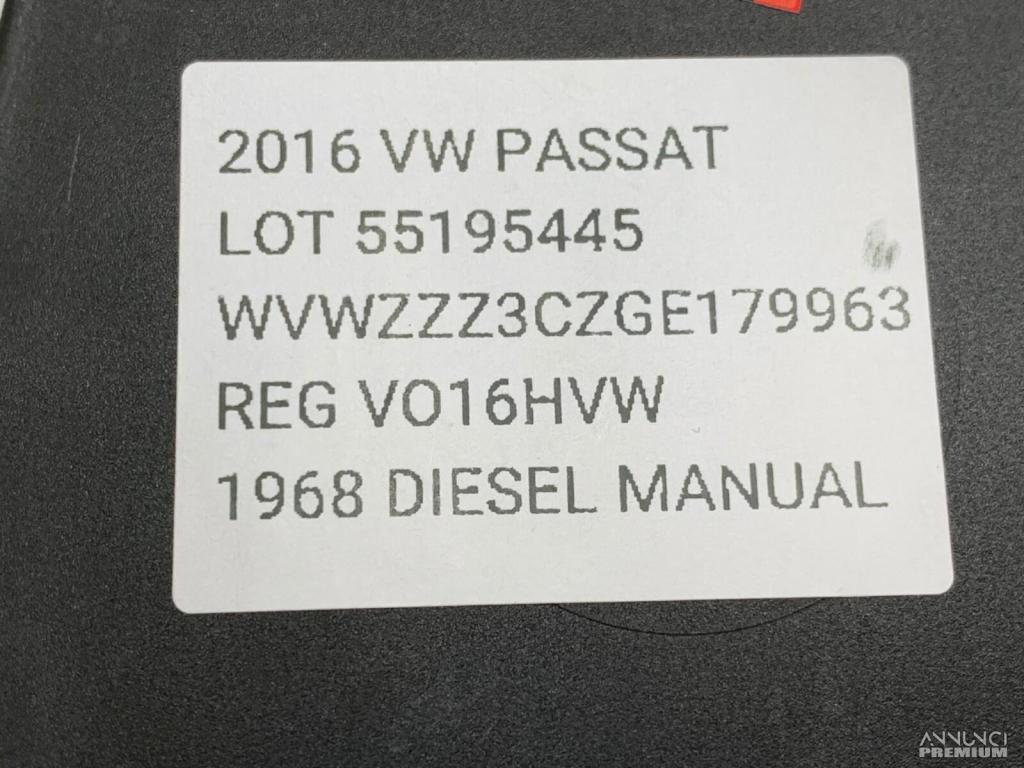 2016 VW PASSAT
LOT 55195445
WVWZZZ3CZGE179963
REG VO16HVW
1968 DIESEL MANUAL
ANNUNCI
PREMIUM